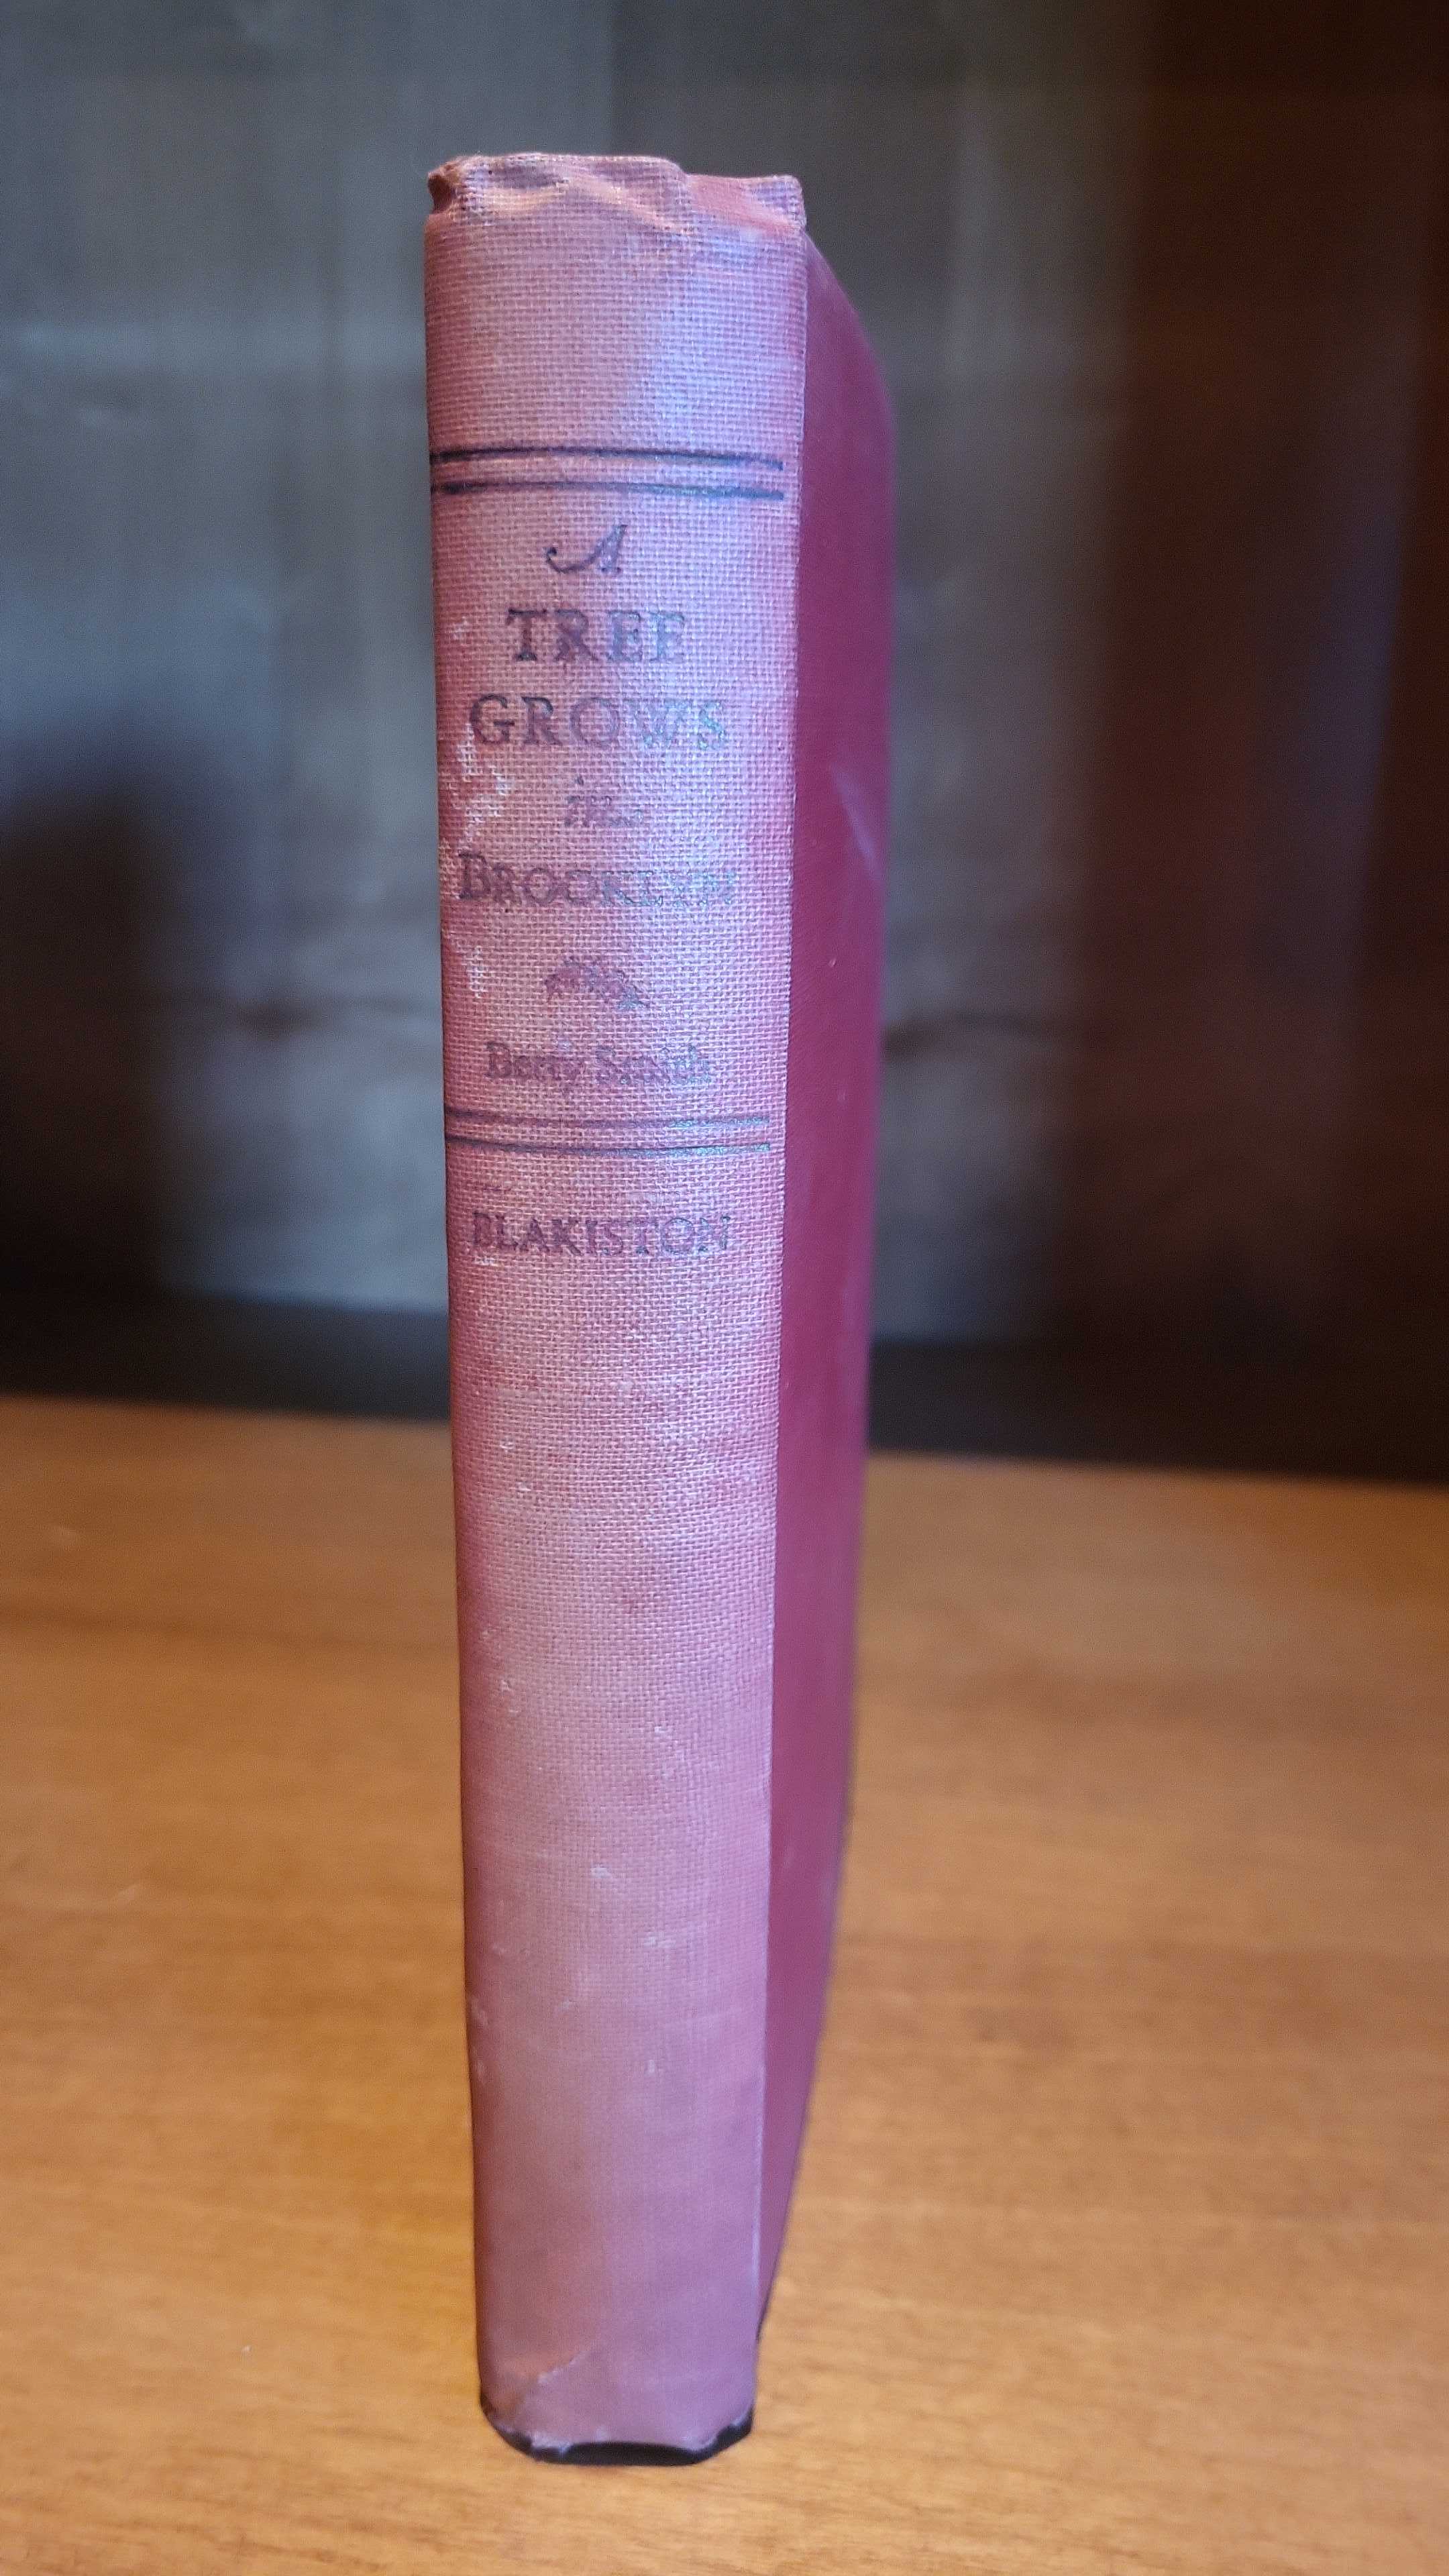 A
TREE
GROWS
in
BROOKLYN
Betty Smith
BLAKISTON